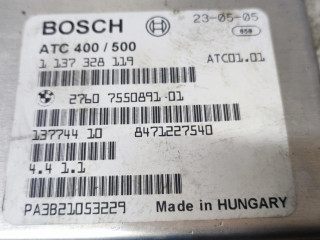 BOSCH 23-05-05
ATC 400 / 500 050
1 137 328 119 ATC01.01
2760 7550891 01
137744 10 8471227540
4.4 1.1
PA3B21053229 Made in HUNGARY